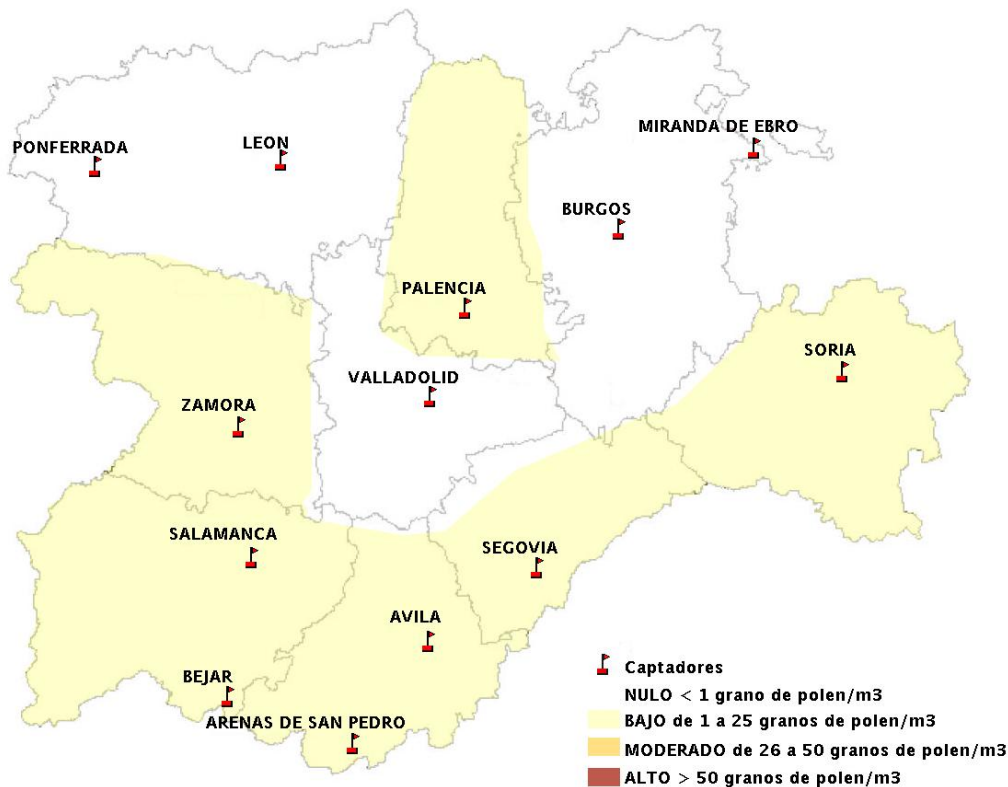 MIRANDA DE EBRO
PONFERRADA
LEON
BURGOS
PALENCIA
SORIA
VALLADOLID
ZAMORA
SALAMANCA
SEGOVIA
AVILA
BEJAR
ARENAS DE SAN PEDRO
Captadores
NULO < 1 grano de polen/m3
BAJO de 1 a 25 granos de polen/m3
MODERADO de 26 a 50 granos de polen/m3
ALTO > 50 granos de polen/m3